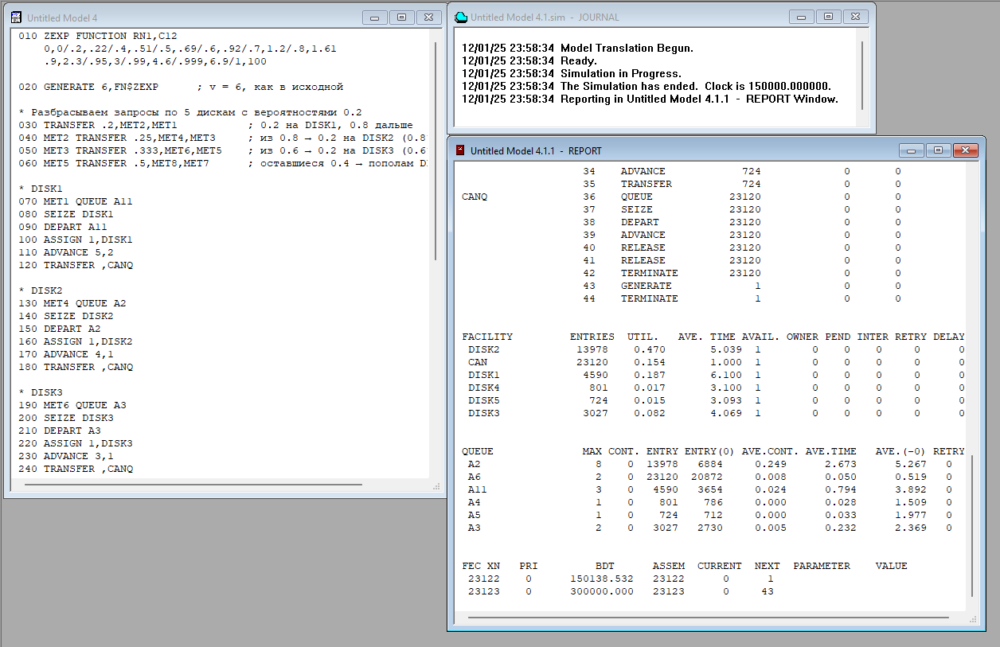 Untitled Model 4
010 ZEXP FUNCTION RN1,C12
0,0/.2,.22/.4,.51/.5,.69/.6,.92/.7,1.2/.8,1.61
.9,2.3/.95,3/.99,4.6/.999,6.9/1,100
020 GENERATE 6,FN$ZEXP ; v = 6, как в исходной
* Разбрасываем запросы по 5 дискам с вероятностями 0.2
030 TRANSFER .2,MET2,MET1 ; 0.2 на DISK1, 0.8 дальше
040 MET2 TRANSFER .25,MET4,MET3 ; из 0.8 → 0.2 на DISK2 (0.8
050 MET3 TRANSFER .333,MET6,MET5 ; из 0.6 → 0.2 на DISK3 (0.6
060 MET5 TRANSFER .5,MET8,MET7 ; оставшиеся 0.4 → пополам D
* DISK1
070 MET1 QUEUE A11
080 SEIZE DISK1
090 DEPART A11
100 ASSIGN 1,DISK1
110 ADVANCE 5,2
120 TRANSFER ,CANQ
* DISK2
130 MET4 QUEUE A2
140 SEIZE DISK2
150 DEPART A2
160 ASSIGN 1,DISK2
170 ADVANCE 4,1
180 TRANSFER ,CANQ
* DISK3
190 MET6 QUEUE A3
200 SEIZE DISK3
210 DEPART A3
220 ASSIGN 1,DISK3
230 ADVANCE 3,1
240 TRANSFER ,CANQ
Untitled Model 4.1.sim - JOURNAL
12/01/25 23:58:34 Model Translation Begun.
12/01/25 23:58:34 Ready.
12/01/25 23:58:34 Simulation in Progress.
12/01/25 23:58:34 The Simulation has ended. Clock is 150000.000000.
12/01/25 23:58:34 Reporting in Untitled Model 4.1.1 - REPORT Window.
Untitled Model 4.1.1 - REPORT
34 ADVANCE 724 0 0
35 TRANSFER 724 0 0
CANQ 36 QUEUE 23120 0 0
37 SEIZE 23120 0 0
38 DEPART 23120 0 0
39 ADVANCE 23120 0 0
40 RELEASE 23120 0 0
41 RELEASE 23120 0 0
42 TERMINATE 23120 0 0
43 GENERATE 1 0 0
44 TERMINATE 1 0 0
FACILITY ENTRIES UTIL. AVE. TIME AVAIL. OWNER PEND INTER RETRY DELAY
DISK2 13978 0.470 5.039 1 0 0 0 0 0
CAN 23120 0.154 1.000 1 0 0 0 0 0
DISK1 4590 0.187 6.100 1 0 0 0 0 0
DISK4 801 0.017 3.100 1 0 0 0 0 0
DISK5 724 0.015 3.093 1 0 0 0 0 0
DISK3 3027 0.082 4.069 1 0 0 0 0 0
QUEUE MAX CONT. ENTRY ENTRY(0) AVE.CONT. AVE.TIME AVE.(-0) RETRY
A2 8 0 13978 6884 0.249 2.673 5.267 0
A6 2 0 23120 20872 0.008 0.050 0.519 0
A11 3 0 4590 3654 0.024 0.794 3.892 0
A4 1 0 801 786 0.000 0.028 1.509 0
A5 1 0 724 712 0.000 0.033 1.977 0
A3 2 0 3027 2730 0.005 0.232 2.369 0
FEC XN PRI BDT ASSEM CURRENT NEXT PARAMETER VALUE
23122 0 150138.532 23122 0 1
23123 0 300000.000 23123 0 43